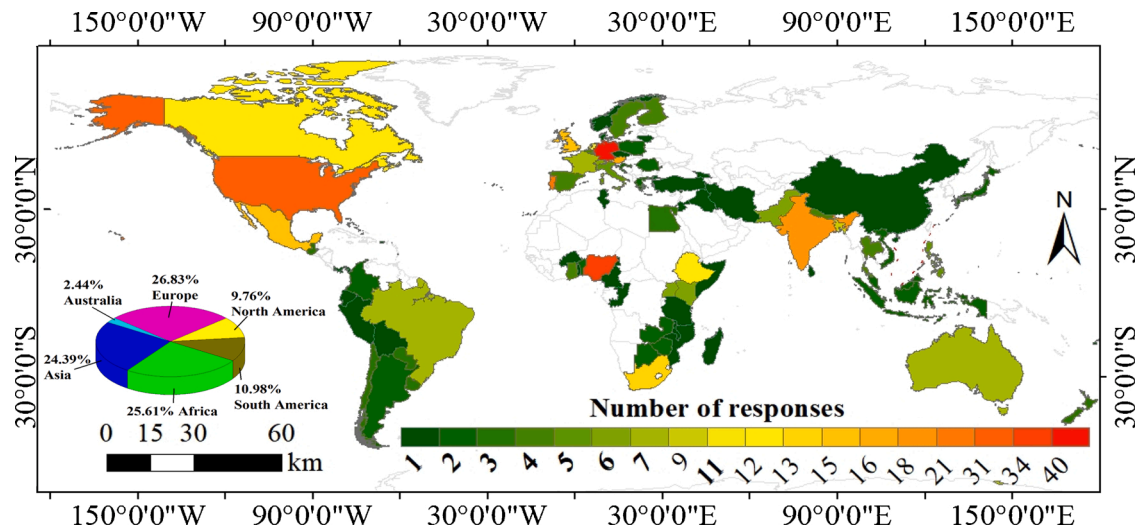 150°0'0"W 90°0'0"W 30°0'0"W 30°0'0"E 90°0'0"E 150°0'0"E
30°0'0"N
30°0'0"N
N
26.83%
Europe
2.44%
Australia
9.76%
North America
24.39%
Asia
10.98%
South America
25.61% Africa
30°0'0"S
30°0'0"S
Number of responses
0 15 30 60
km
1 2 3 4 5 6 7 9 11 12 13 15 16 18 21 31 34 40
150°0'0"W 90°0'0"W 30°0'0"W 30°0'0"E 90°0'0"E 150°0'0"E